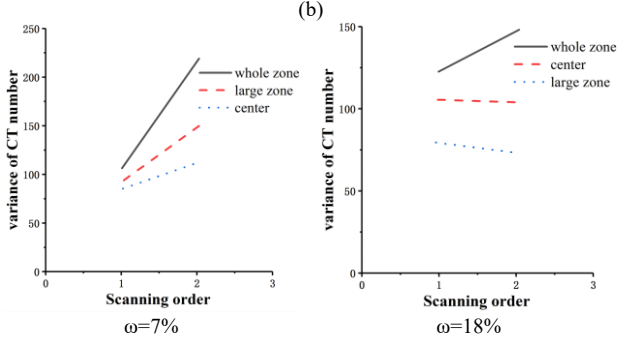 (b)
variance of CT number
250
200
150
100
50
0
0
1
2
3
Scanning order
whole zone
large zone
center
ω=7%
variance of CT number
150
100
50
0
0
1
2
3
Scanning order
whole zone
center
large zone
ω=18%